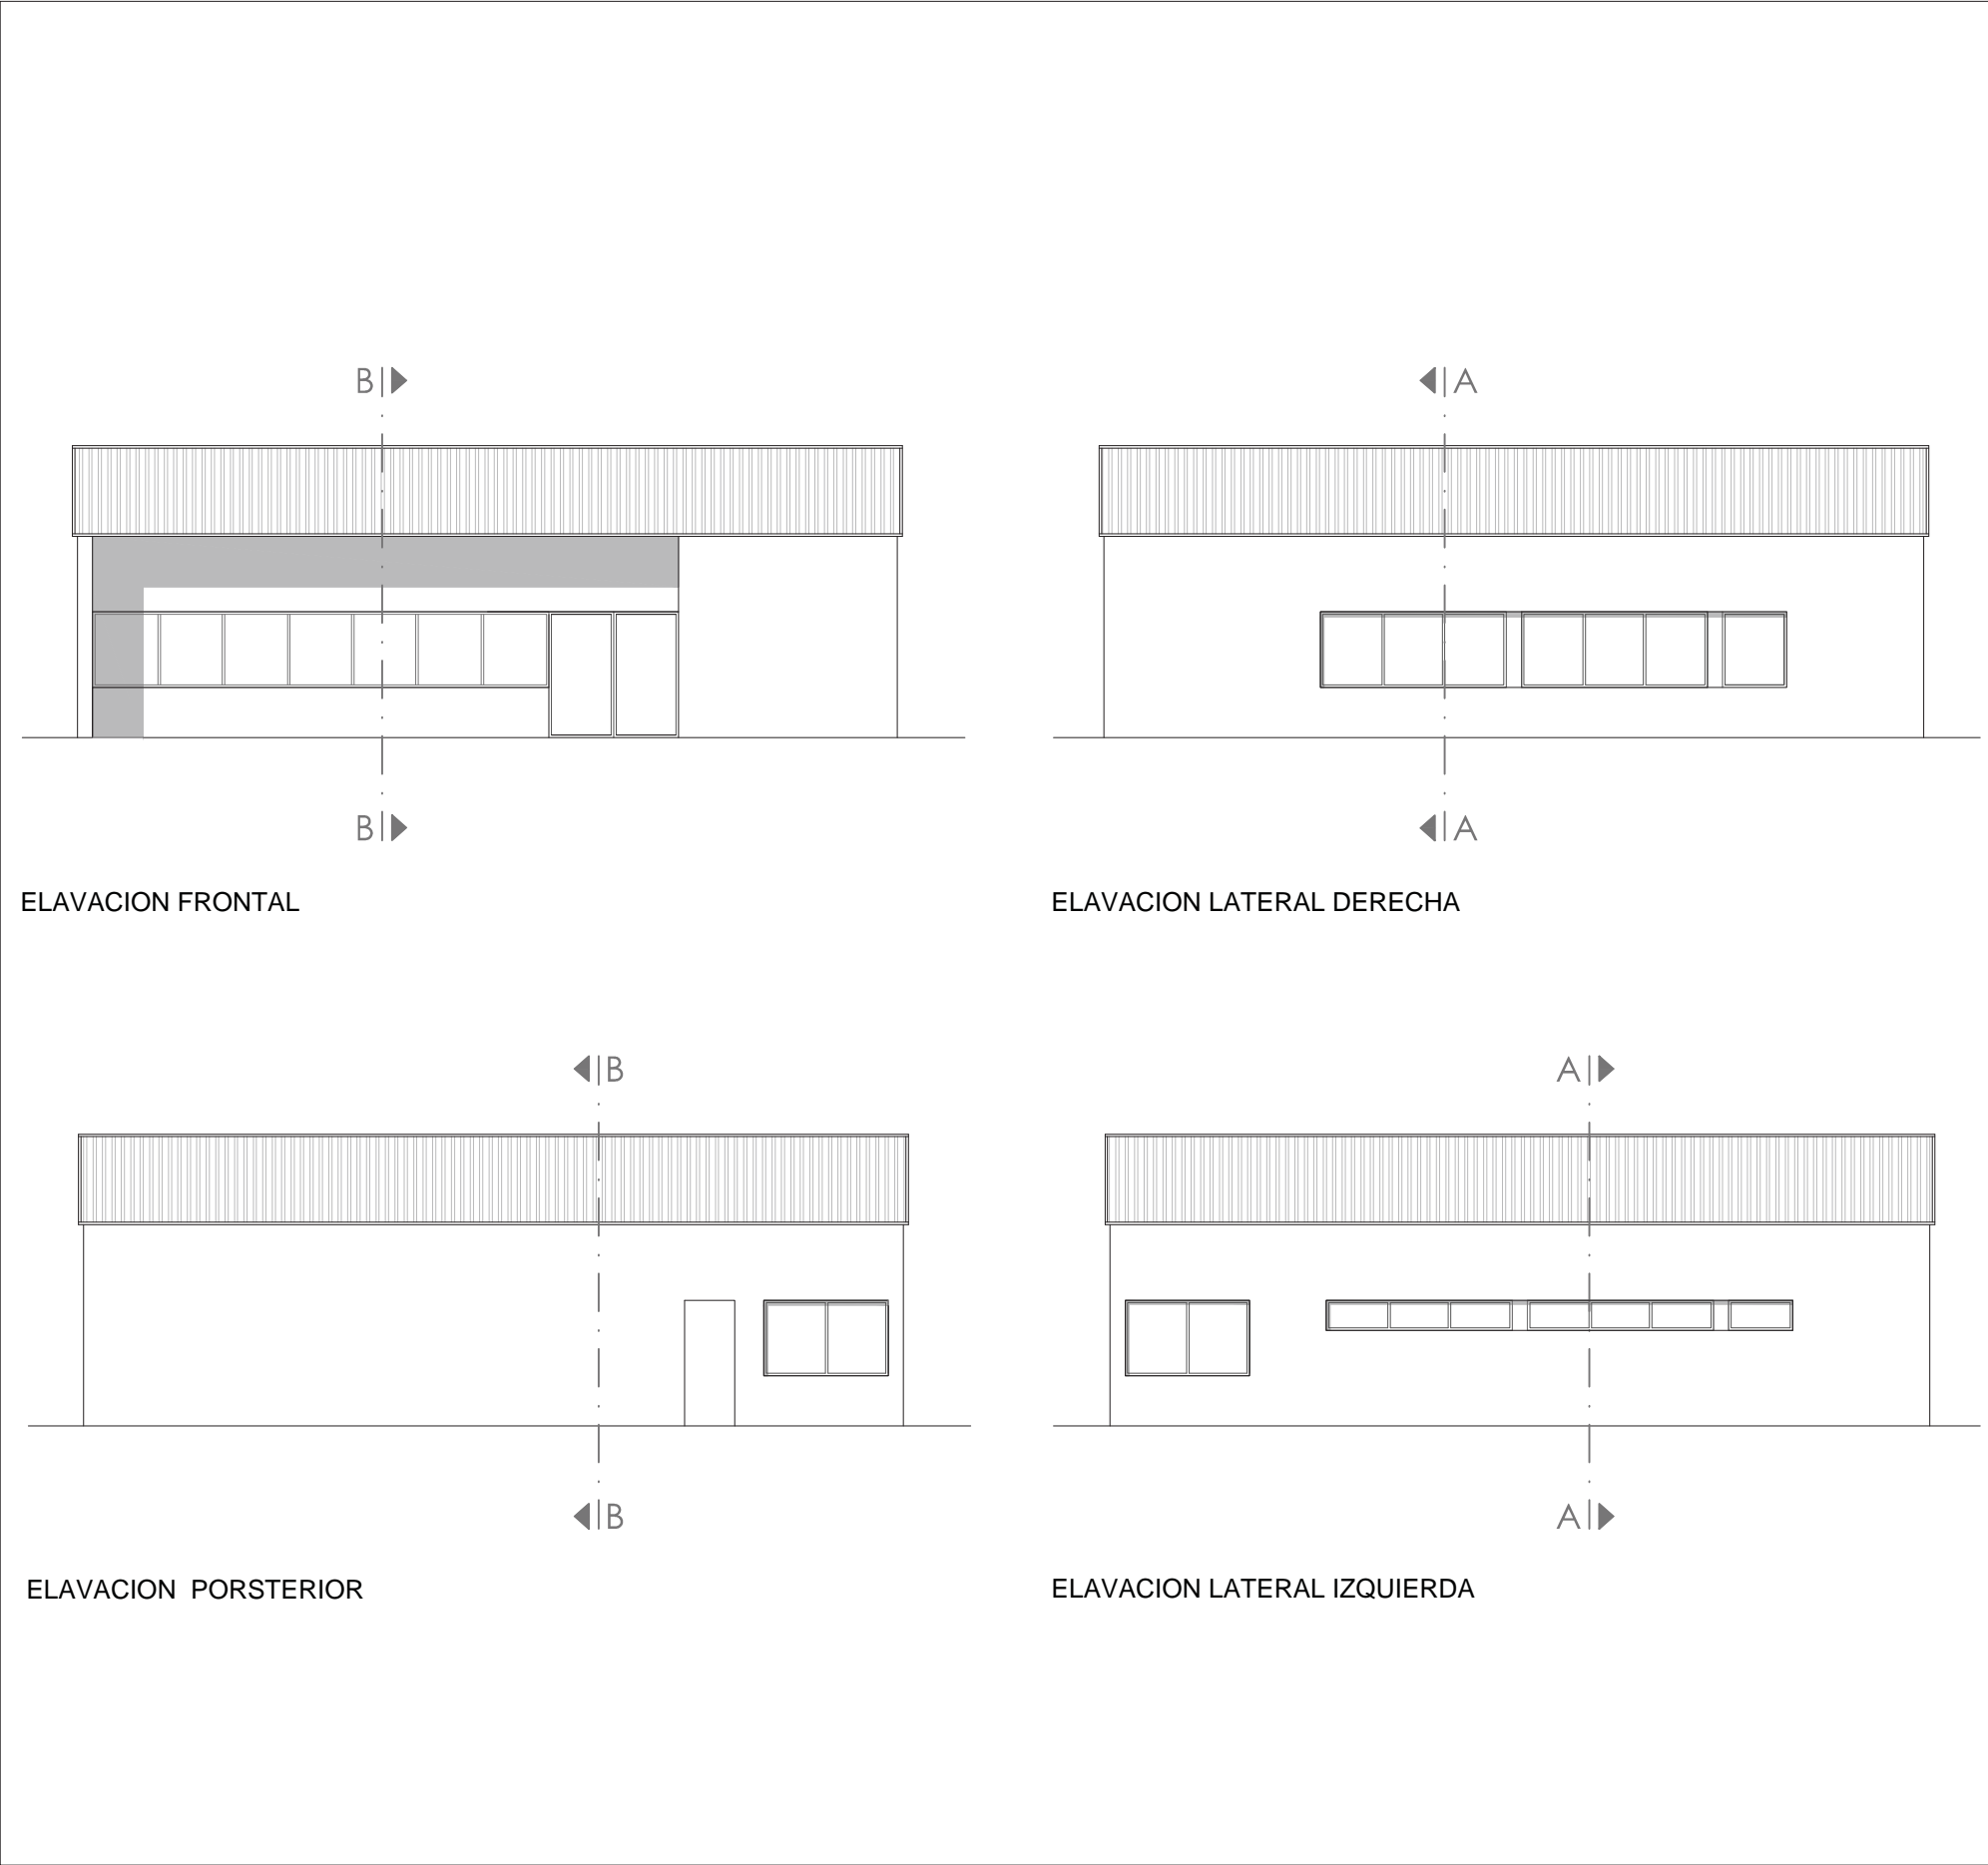 B
A
B
A
ELAVACION FRONTAL
ELAVACION LATERAL DERECHA
B
A
B
A
ELAVACION PORSTERIOR
ELAVACION LATERAL IZQUIERDA